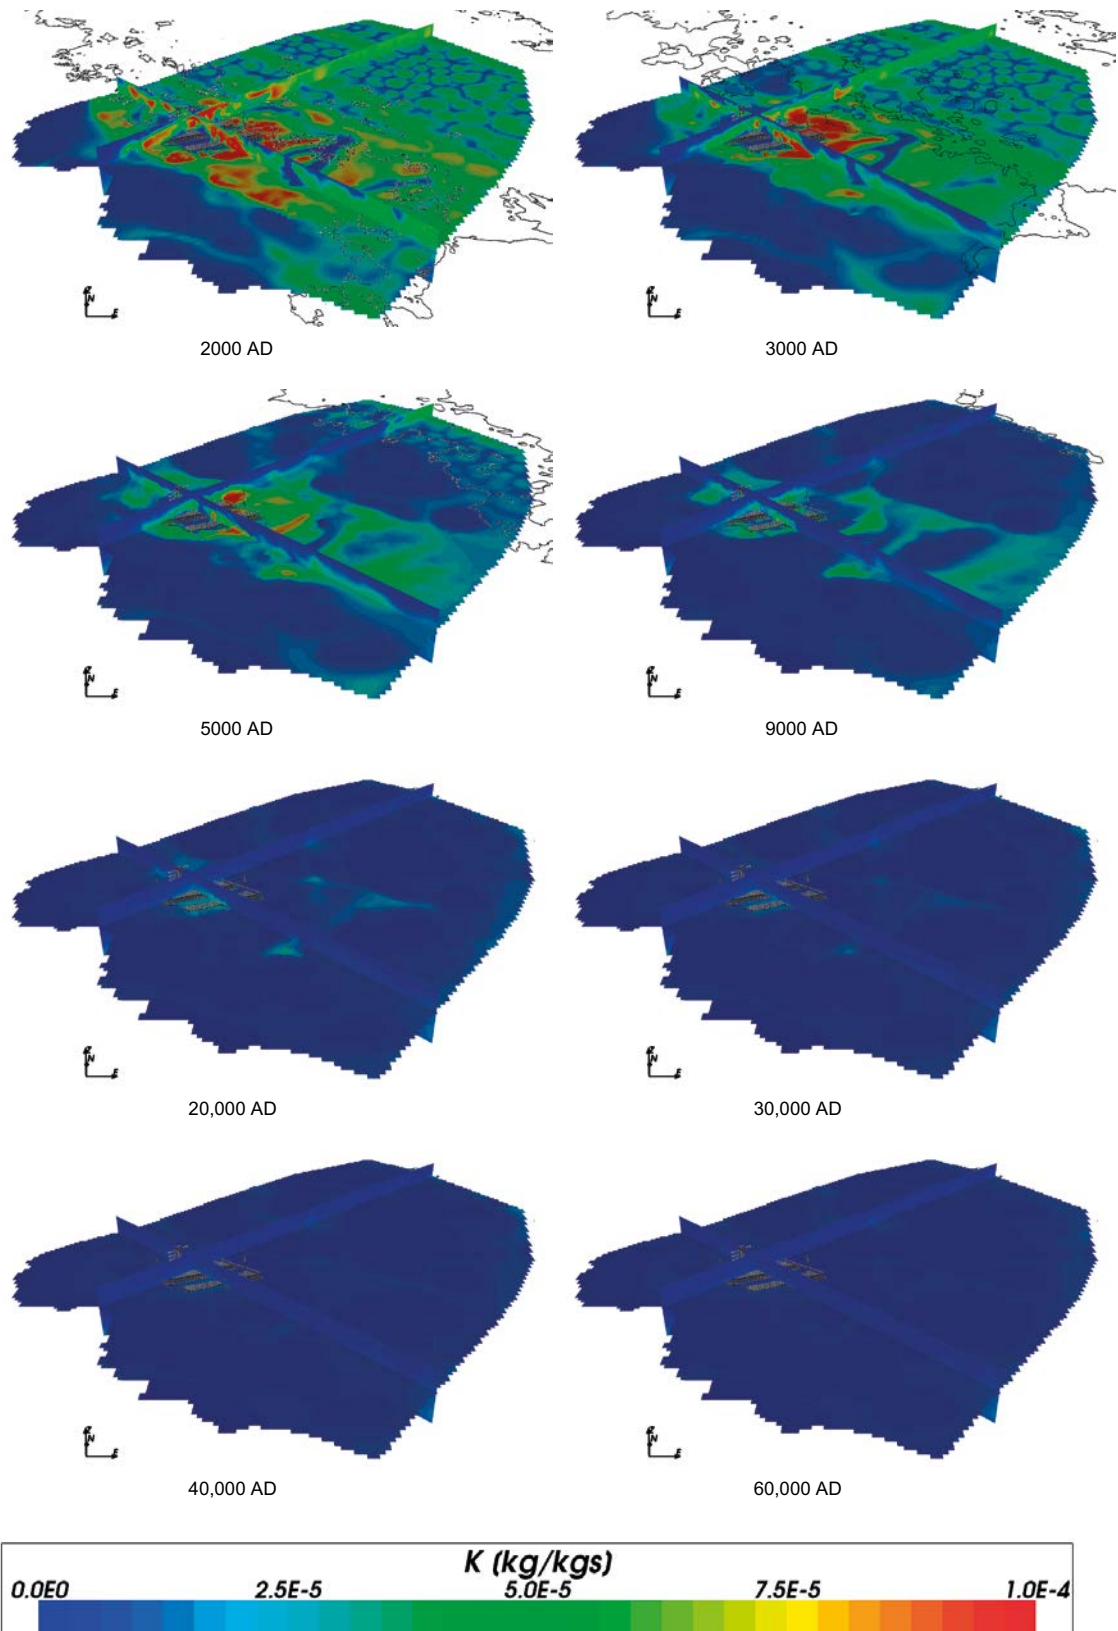 2000 AD
3000 AD
Z
N
E
Z
N
E
5000 AD
9000 AD
Z
N
E
Z
N
E
20,000 AD
30,000 AD
Z
N
E
Z
N
E
40,000 AD
60,000 AD
Z
N
E
Z
N
E
K (kg/kgs)
0.0E0 2.5E-5 5.0E-5 7.5E-5 1.0E-4